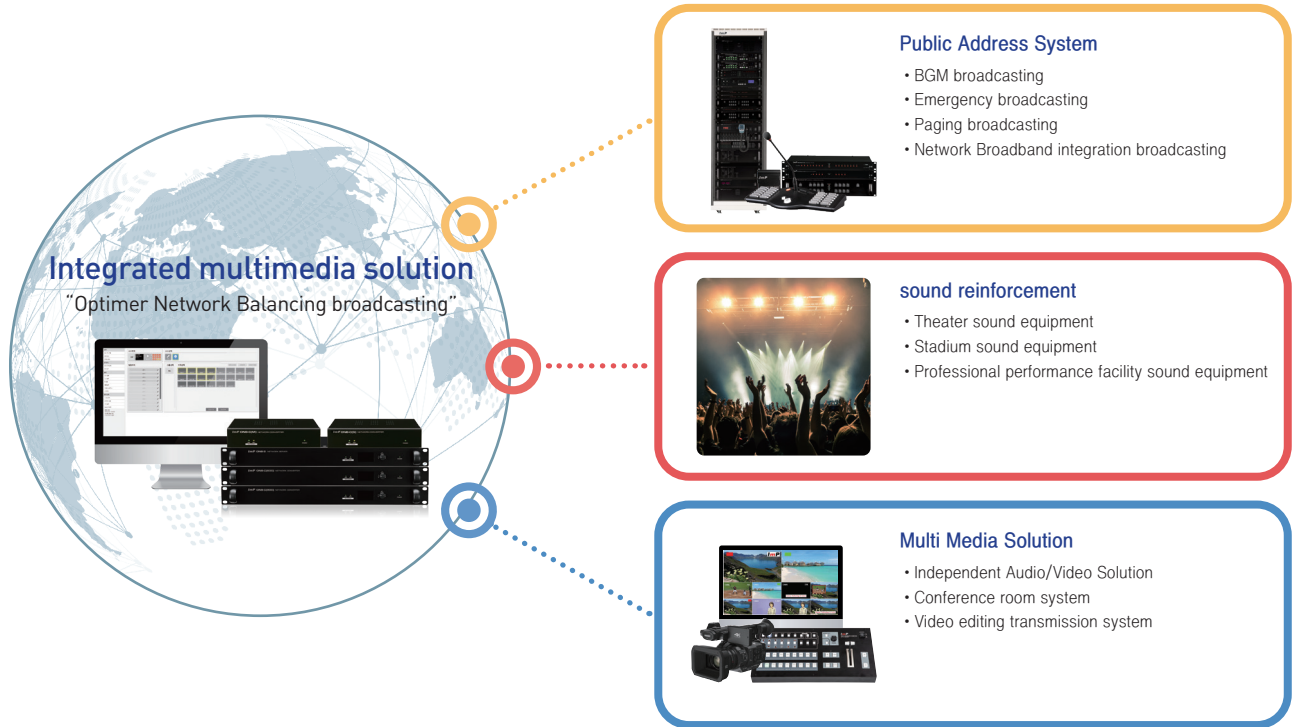 Integrated multimedia solution
“Optimer Network Balancing broadcasting”
Public Address System
• BGM broadcasting
• Emergency broadcasting
• Paging broadcasting
• Network Broadband integration broadcasting
sound reinforcement
• Theater sound equipment
• Stadium sound equipment
• Professional performance facility sound equipment
Multi Media Solution
• Independent Audio/Video Solution
• Conference room system
• Video editing transmission system